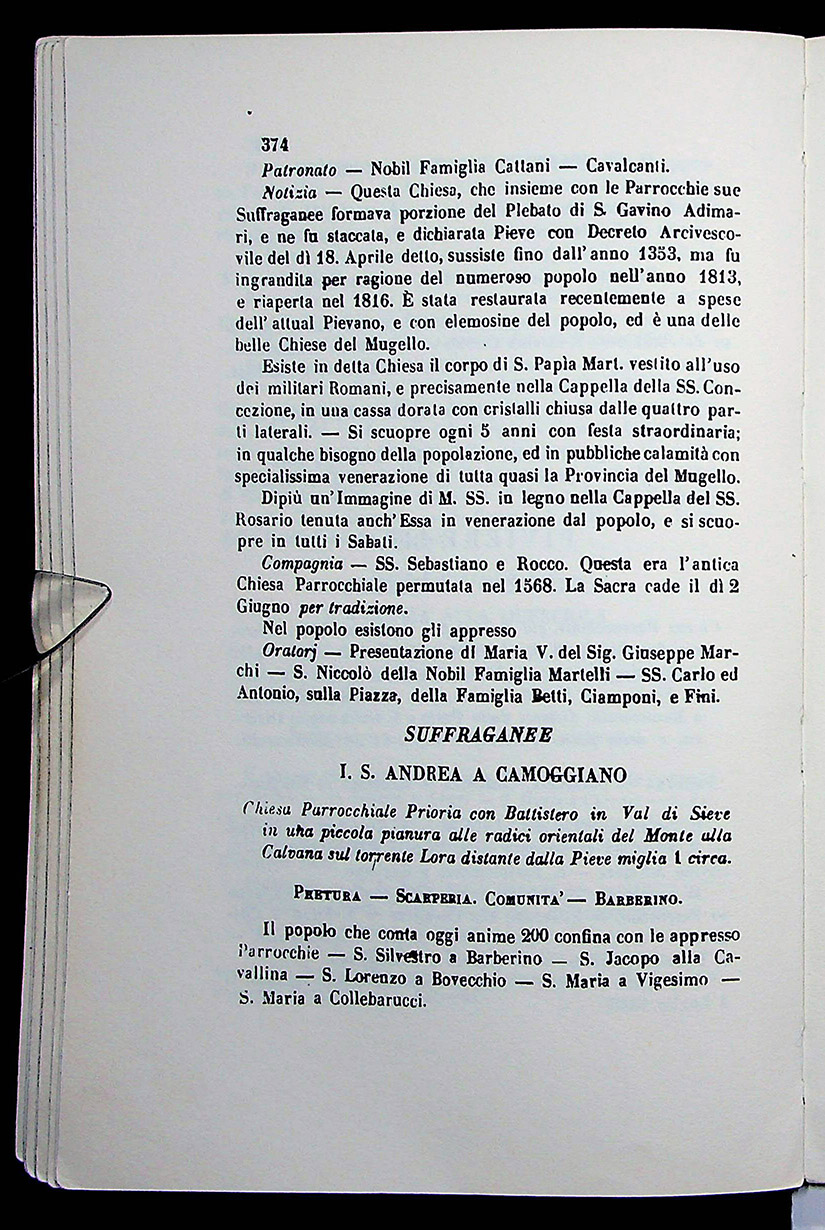 374
Patronato — Nobil Famiglia Cattani — Cavalcanti.
Notizia — Questa Chiesa, che insieme con le Parrocchie sue
Suffraganee formava porzione del Plebato di S. Gavino Adima-
ri, e ne fu staccata, e dichiarata Pieve con Decreto Arcivesco-
vile del dì 18. Aprile detto, sussiste fino dall' anno 1353, ma fu
ingrandita per ragione del numeroso popolo nell'anno 1813,
e riaperta nel 1816. È stata restaurata recentemente a spese
dell' attual Pievano, e con elemosine del popolo, ed è una delle
belle Chiese del Mugello.
Esiste in detta Chiesa il corpo di S. Papìa Mart. vestito all'uso
dei militari Romani, e precisamente nella Cappella della SS. Con-
cezione, in una cassa dorata con cristalli chiusa dalle quattro par-
ti laterali. — Si scuopre ogni 5 anni con festa straordinaria;
in qualche bisogno della popolazione, ed in pubbliche calamità con
specialissima venerazione di tutta quasi la Provincia del Mugello.
Dipiù un'Immagine di M. SS. in legno nella Cappella del SS.
Rosario tenuta anch' Essa in venerazione dal popolo, e si scuo-
pre in tutti i Sabati.
Compagnia — SS. Sebastiano e Rocco. Questa era l'antica
Chiesa Parrocchiale permutata nel 1568. La Sacra cade il dì 2
Giugno per tradizione.
Nel popolo esistono gli appresso
Oratorj — Presentazione di Maria V. del Sig. Giuseppe Mar-
chi — S. Niccolò della Nobil Famiglia Martelli — SS. Carlo ed
Antonio, sulla Piazza, della Famiglia Betti, Ciamponi, e Fini.
SUFFRAGANEE
I. S. ANDREA A CAMOGGIANO
Chiesa Parrocchiale Prioria con Battistero in Val di Sieve
in una piccola pianura alle radici orientali del Monte alla
Calvana sul torrente Lora distante dalla Pieve miglia 1 circa.
PRETURA — SCARPERIA. COMUNITA' — BARBERINO.
Il popolo che conta oggi anime 200 confina con le appresso
Parrocchie — S. Silvestro a Barberino — S. Jacopo alla Ca-
vallina — S. Lorenzo a Bovecchio — S. Maria a Vigesimo —
S. Maria a Collebarucci.